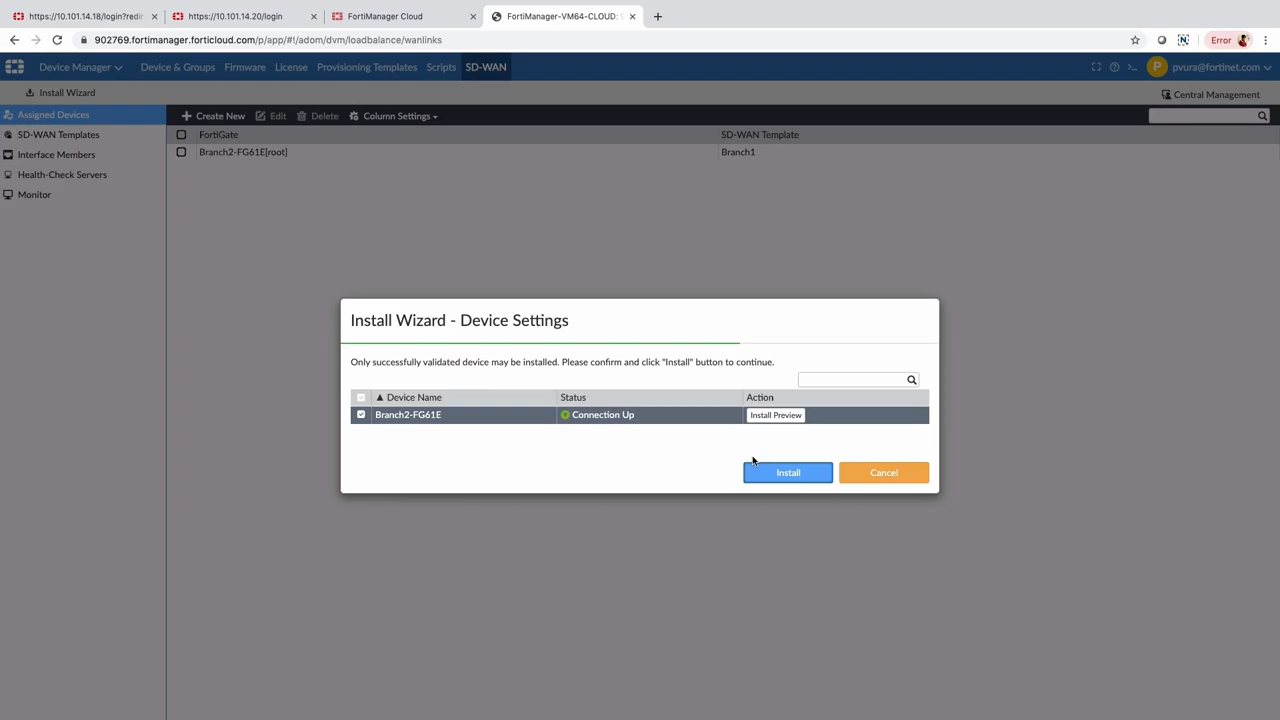 https://10.101.14.18/login?redir
https://10.101.14.20/login
FortiManager Cloud
FortiManager-VM64-CLOUD: S
902769.fortimanager.forticloud.com/p/app/#!/adom/dvm/loadbalance/wanlinks
Error
Device Manager Device & Groups Firmware License Provisioning Templates Scripts SD-WAN
P pvura@fortinet.com
Install Wizard
Central Management
Assigned Devices
SD-WAN Templates
Interface Members
Health-Check Servers
Monitor
Create New Edit Delete Column Settings
FortiGate SD-WAN Template
Branch2-FG61E[root] Branch1
Install Wizard - Device Settings
Only successfully validated device may be installed. Please confirm and click "Install" button to continue.
▲ Device Name Status Action
Branch2-FG61E Connection Up Install Preview
Install Cancel